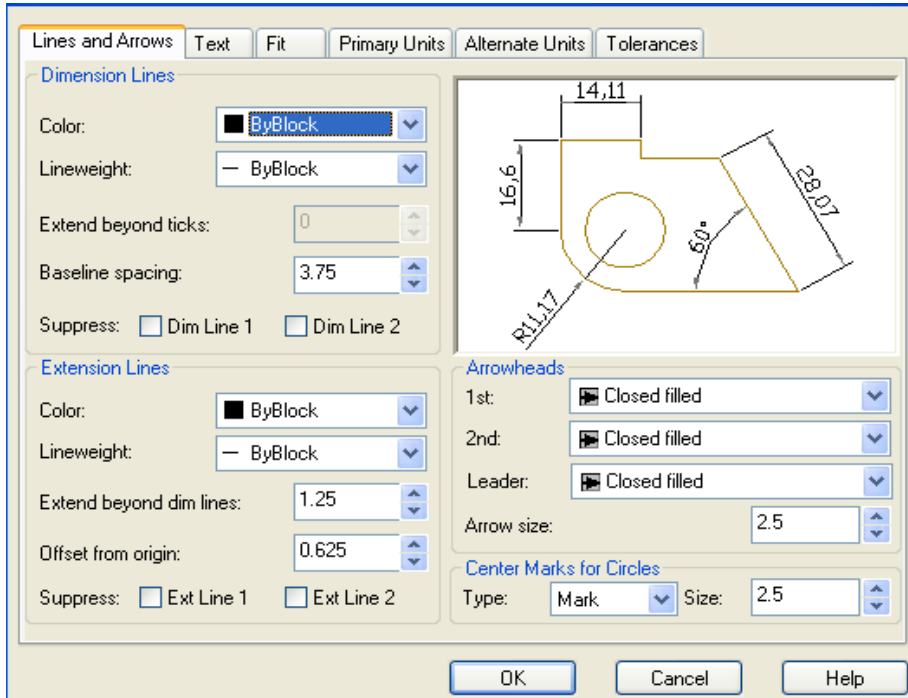 Lines and Arrows Text Fit Primary Units Alternate Units Tolerances
Dimension Lines
Color: ByBlock
Lineweight: ByBlock
Extend beyond ticks: 0
Baseline spacing: 3.75
Suppress: Dim Line 1 Dim Line 2
14,11
16,6
28,07
60°
R11,17
Extension Lines
Color: ByBlock
Lineweight: ByBlock
Extend beyond dim lines: 1.25
Offset from origin: 0.625
Suppress: Ext Line 1 Ext Line 2
Arrowheads
1st: Closed filled
2nd: Closed filled
Leader: Closed filled
Arrow size: 2.5
Center Marks for Circles
Type: Mark Size: 2.5
OK Cancel Help